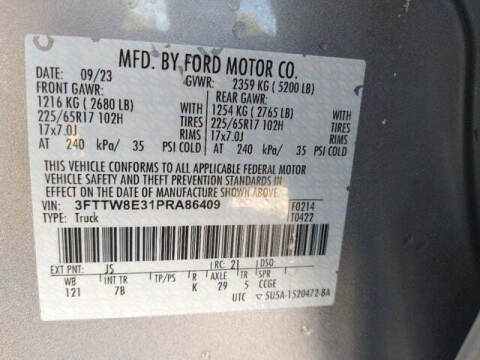 MFD. BY FORD MOTOR CO.
DATE: 09/23 GVWR: 2359 KG ( 5200 LB)
FRONT GAWR: REAR GAWR:
1216 KG ( 2680 LB) WITH 1254 KG ( 2765 LB) WITH
225/65R17 102H TIRES 225/65R17 102H TIRES
17x7.0J RIMS 17x7.0J RIMS
AT 240 kPa/ 35 PSI COLD AT 240 kPa/ 35 PSI COLD
THIS VEHICLE CONFORMS TO ALL APPLICABLE FEDERAL MOTOR
VEHICLE SAFETY AND THEFT PREVENTION STANDARDS IN
EFFECT ON THE DATE OF MANUFACTURE SHOWN ABOVE.
VIN: 3FTTW8E31PRA86409 F0214
TYPE: Truck T0422
EXT PNT: JS RC: 21 DSO:
WB INT TR TP/PS R AXLE TR SPR
121 7B K 29 5 CCGE
UTC 5U5A-1520472-BA